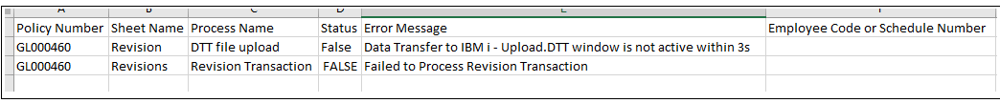 Policy Number Sheet Name Process Name Status Error Message Employee Code or Schedule Number
GL000460 Revision DTT file upload False Data Transfer to IBM i - Upload.DTT window is not active within 3s
GL000460 Revisions Revision Transaction FALSE Failed to Process Revision Transaction